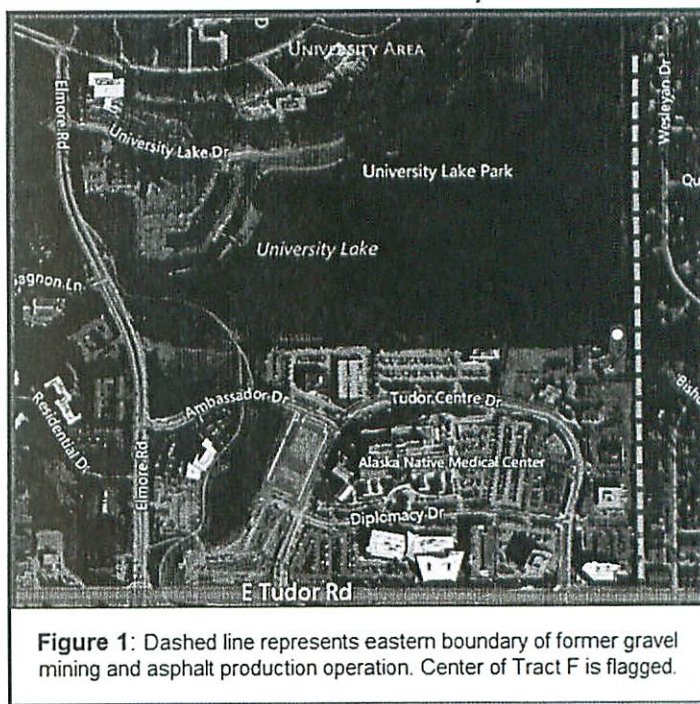 UNIVERSITY AREA
Elmore Rd
Wesleyan Dr
University Lake Dr
University Lake Park
University Lake
Ambassador Dr
Tudor Centre Dr
Residential Dr
Elmore Rd
Alaska Native Medical Center
Diplomacy Dr
E Tudor Rd
Figure 1: Dashed line represents eastern boundary of former gravel
mining and asphalt production operation. Center of Tract F is flagged.